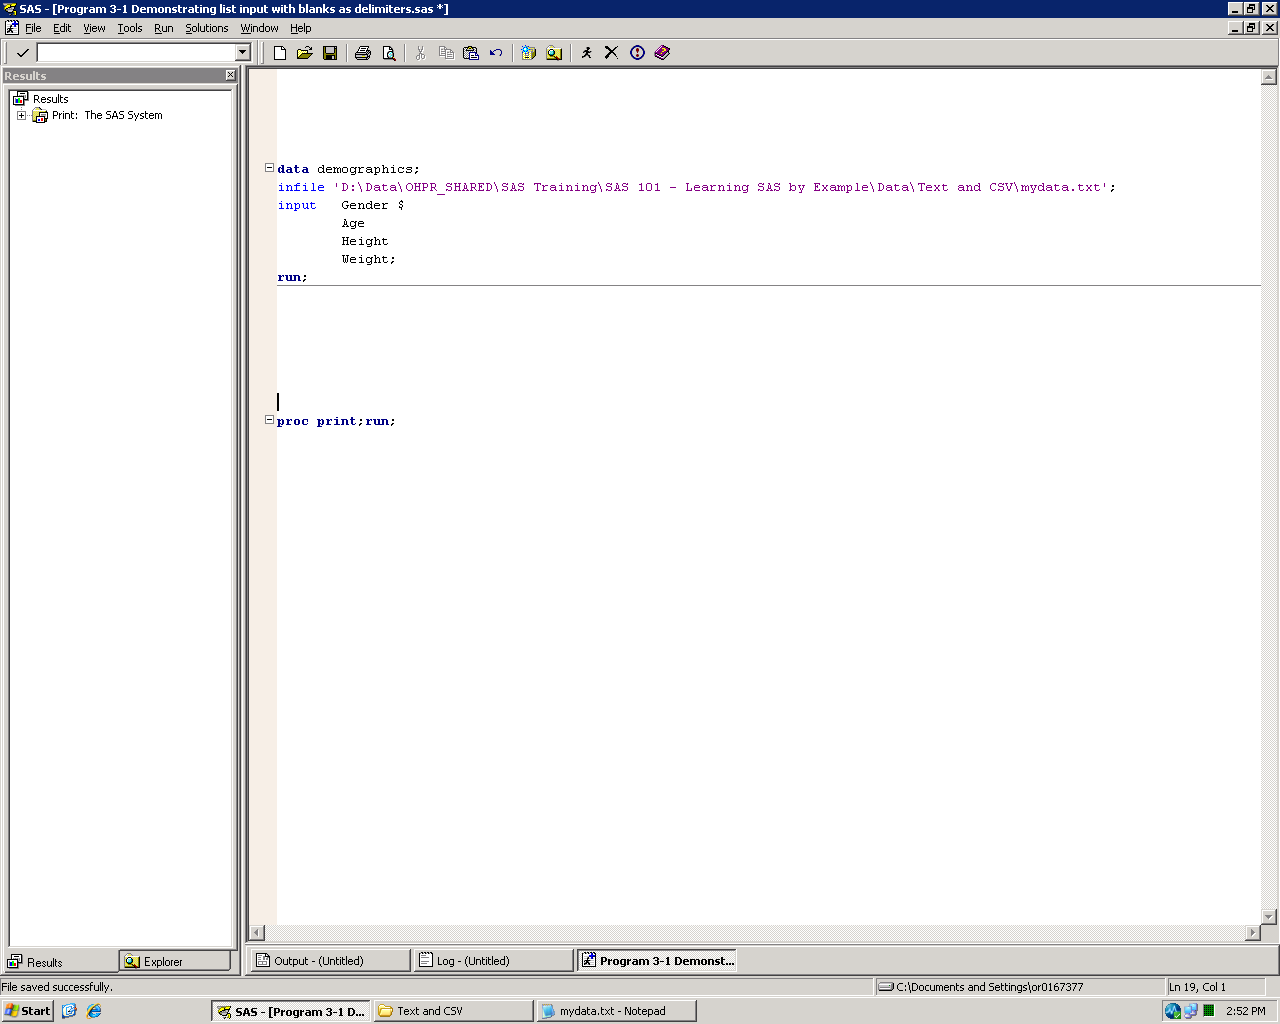 SAS - [Program 3-1 Demonstrating list input with blanks as delimiters.sas *]
File Edit View Tools Run Solutions Window Help
Results
Results
Print: The SAS System
data demographics;
infile 'D:\Data\OHPR_SHARED\SAS Training\SAS 101 - Learning SAS by Example\Data\Text and CSV\mydata.txt';
input Gender $
Age
Height
Weight;
run;
proc print;run;
Results Explorer
Output - (Untitled) Log - (Untitled) Program 3-1 Demonst...
File saved successfully. C:\Documents and Settings\or0167377 Ln 19, Col 1
Start SAS - [Program 3-1 D... Text and CSV mydata.txt - Notepad 2:52 PM